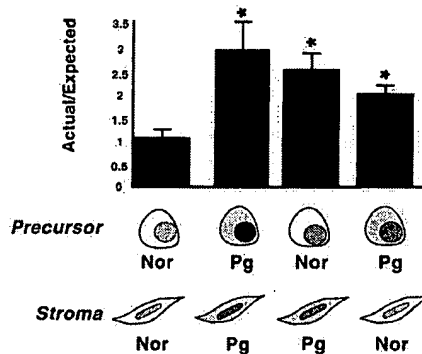 Actual/Expected
3.5
3
2.5
2
1.5
1
0.5
0
* * *
Precursor
Nor Pg Nor Pg
Stroma
Nor Pg Pg Nor